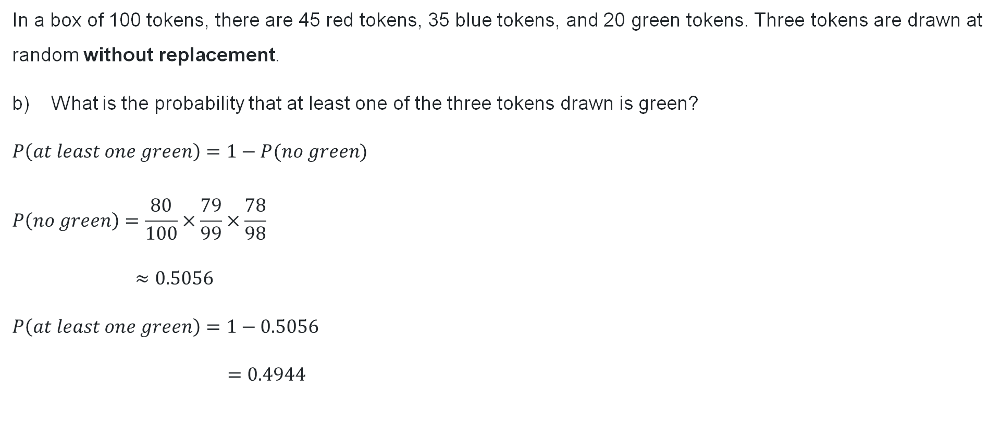 In a box of 100 tokens, there are 45 red tokens, 35 blue tokens, and 20 green tokens. Three tokens are drawn at
random without replacement.
b) What is the probability that at least one of the three tokens drawn is green?
P(at least one green) = 1 − P(no green)
P(no green) = 80/100 × 79/99 × 78/98
≈ 0.5056
P(at least one green) = 1 − 0.5056
= 0.4944